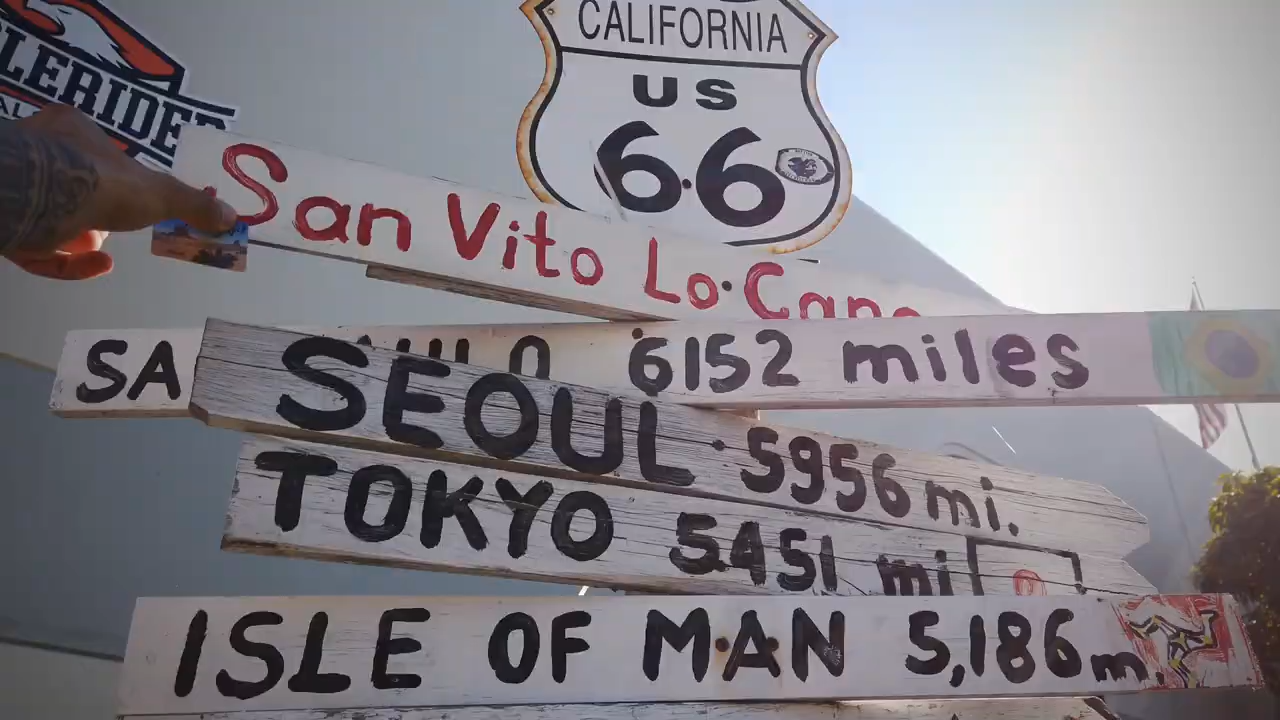 CALIFORNIA
US
66
San Vito Lo Capo
6152 miles
SEOUL 5956 mi.
TOKYO 5451 mi
ISLE OF MAN 5,186 m.